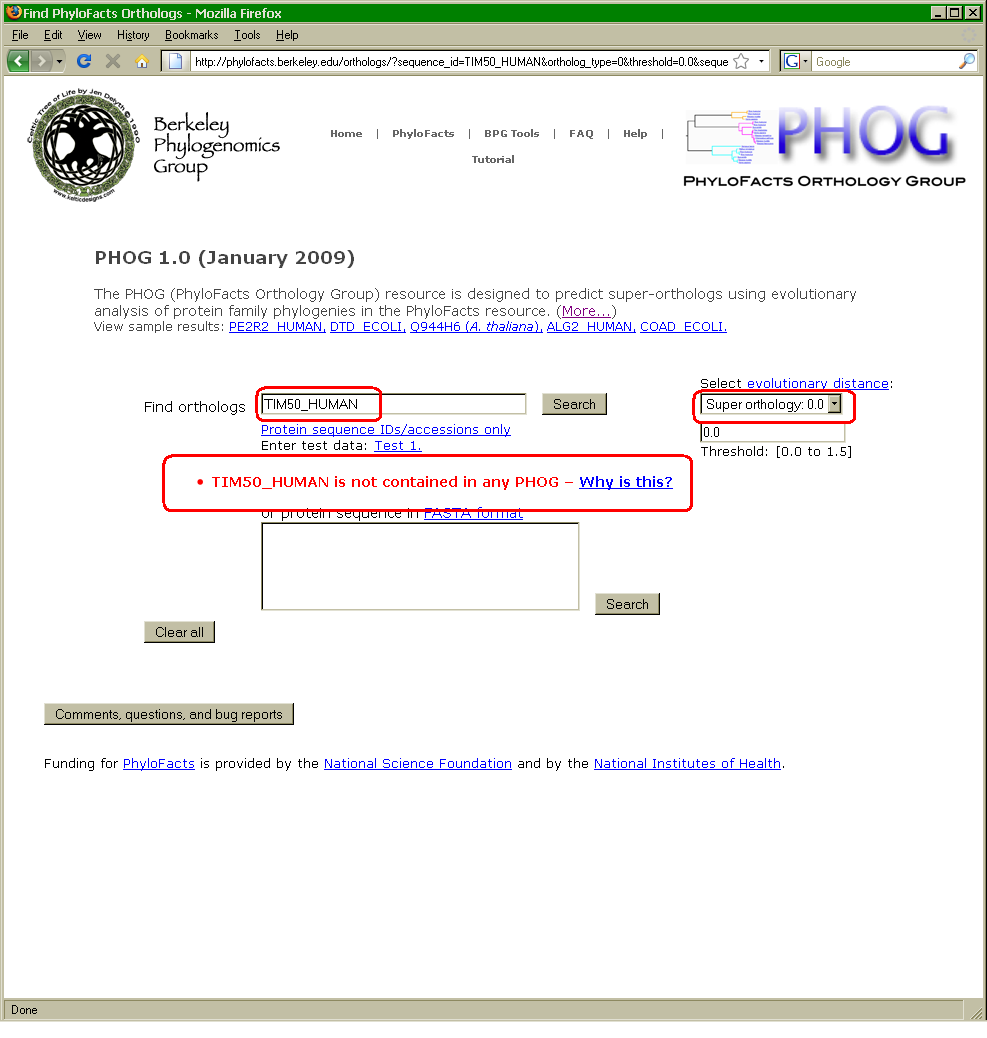 Find PhyloFacts Orthologs - Mozilla Firefox
File Edit View History Bookmarks Tools Help
http://phylofacts.berkeley.edu/orthologs/?sequence_id=TIM50_HUMAN&ortholog_type=0&threshold=0.0&seque
G Google
Celtic Tree of Life by Jen Delyth © 1990
www.kelticdesigns.com
Berkeley
Phylogenomics
Group
Home | PhyloFacts | BPG Tools | FAQ | Help |
Tutorial
PHOG
PHYLOFACTS ORTHOLOGY GROUP
PHOG 1.0 (January 2009)
The PHOG (PhyloFacts Orthology Group) resource is designed to predict super-orthologs using evolutionary
analysis of protein family phylogenies in the PhyloFacts resource. (More...)
View sample results: PE2R2_HUMAN, DTD_ECOLI, Q944H6 (A. thaliana), ALG2_HUMAN, COAD_ECOLI.
Select evolutionary distance:
Find orthologs TIM50_HUMAN Search Super orthology: 0.0
Protein sequence IDs/accessions only 0.0
Enter test data: Test 1. Threshold: [0.0 to 1.5]
• TIM50_HUMAN is not contained in any PHOG – Why is this?
or protein sequence in FASTA format
Search
Clear all
Comments, questions, and bug reports
Funding for PhyloFacts is provided by the National Science Foundation and by the National Institutes of Health.
Done